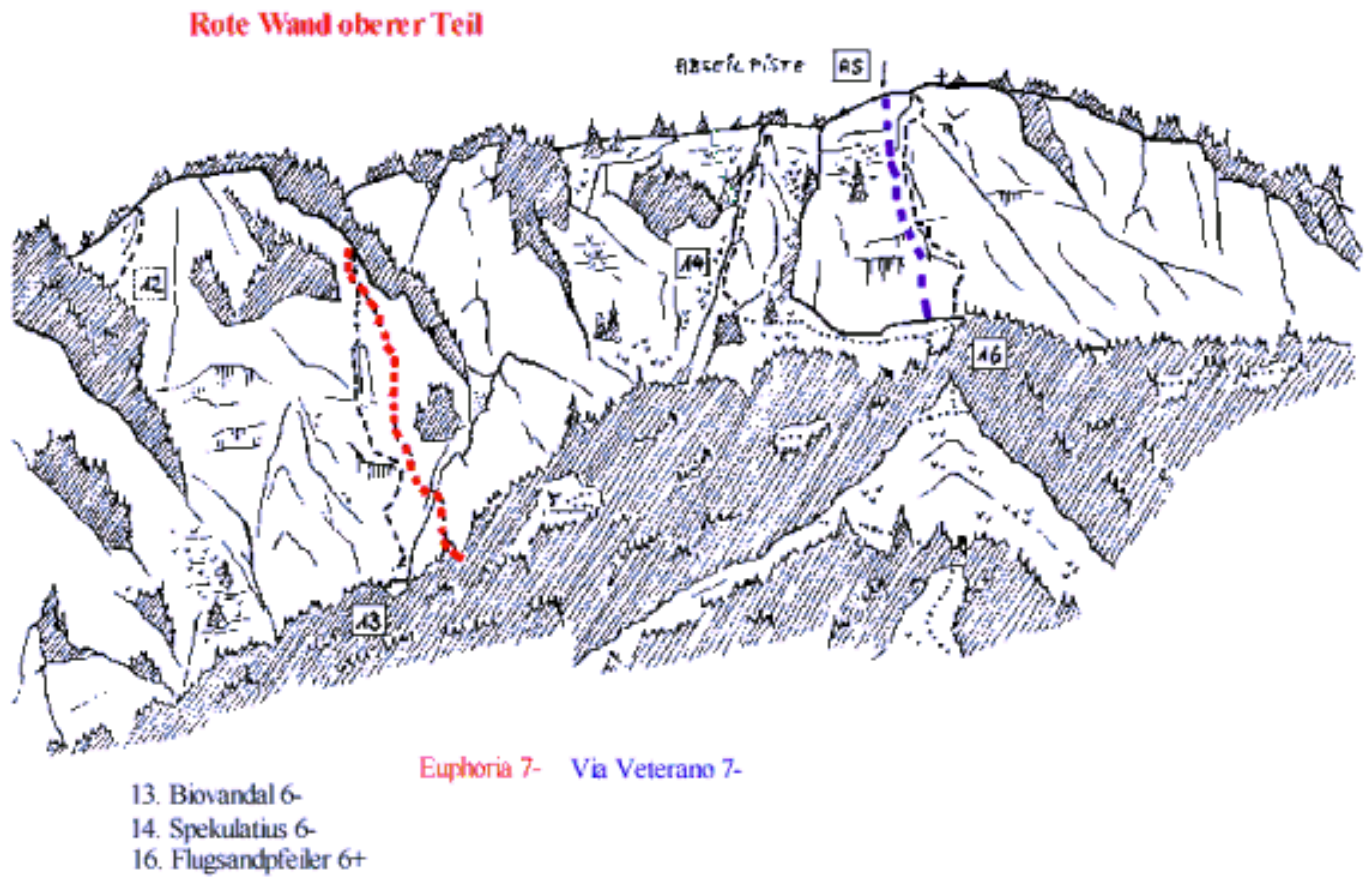 Rote Wand oberer Teil
ABSEILPISTE 15
12
14
16
13
Euphoria 7- Via Veterano 7-
13. Biovandal 6-
14. Spekulatius 6-
16. Flugsandpfeiler 6+